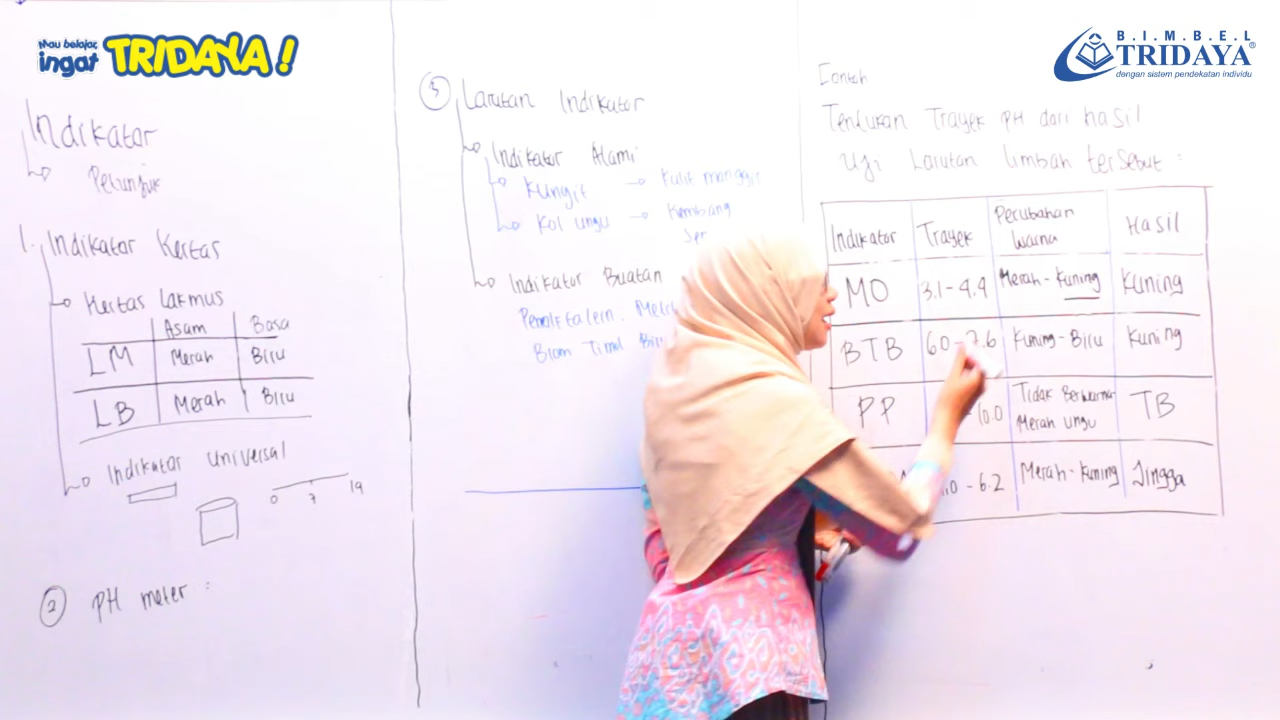 Mau belajar,
ingat TRIDAYA!
B.I.M.B.E.L
TRIDAYA®
dengan sistem pendekatan individu
Indikator
Petunjuk
1. Indikator Kertas
Kertas Lakmus
Asam Basa
LM Merah Biru
LB Merah Biru
Indikator Universal
0 7 14
2 PH meter :
3 Larutan Indikator
Indikator Alami
Kunyit → Kulit manggis
Kol ungu → Kembang
Indikator Buatan
Brom Timol Biru
Contoh
Tentukan Trayek PH dari hasil
Uji Larutan limbah tersebut :
Indikator Trayek Perubahan Warna Hasil
MO 3.1 - 4.4 Merah - Kuning Kuning
BTB 6.0 - 7.6 Kuning - Biru Kuning
PP - 10.0 Tidak Berwarna Merah ungu TB
.0 - 6.2 Merah - Kuning Jingga